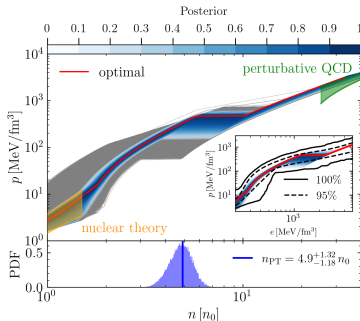 Posterior
0 0.1 0.2 0.3 0.4 0.5 0.6 0.7 0.8 0.9 1
10⁴
optimal
perturbative QCD
10³
p [MeV/fm³]
10²
10¹
nuclear theory
10³
p [MeV/fm³]
10²
10¹
100%
95%
10³
e [MeV/fm³]
10⁰
1.0
PDF
0.5
n_PT = 4.9^{+1.32}_{-1.18} n₀
0.0
10⁰ 10¹
n [n₀]